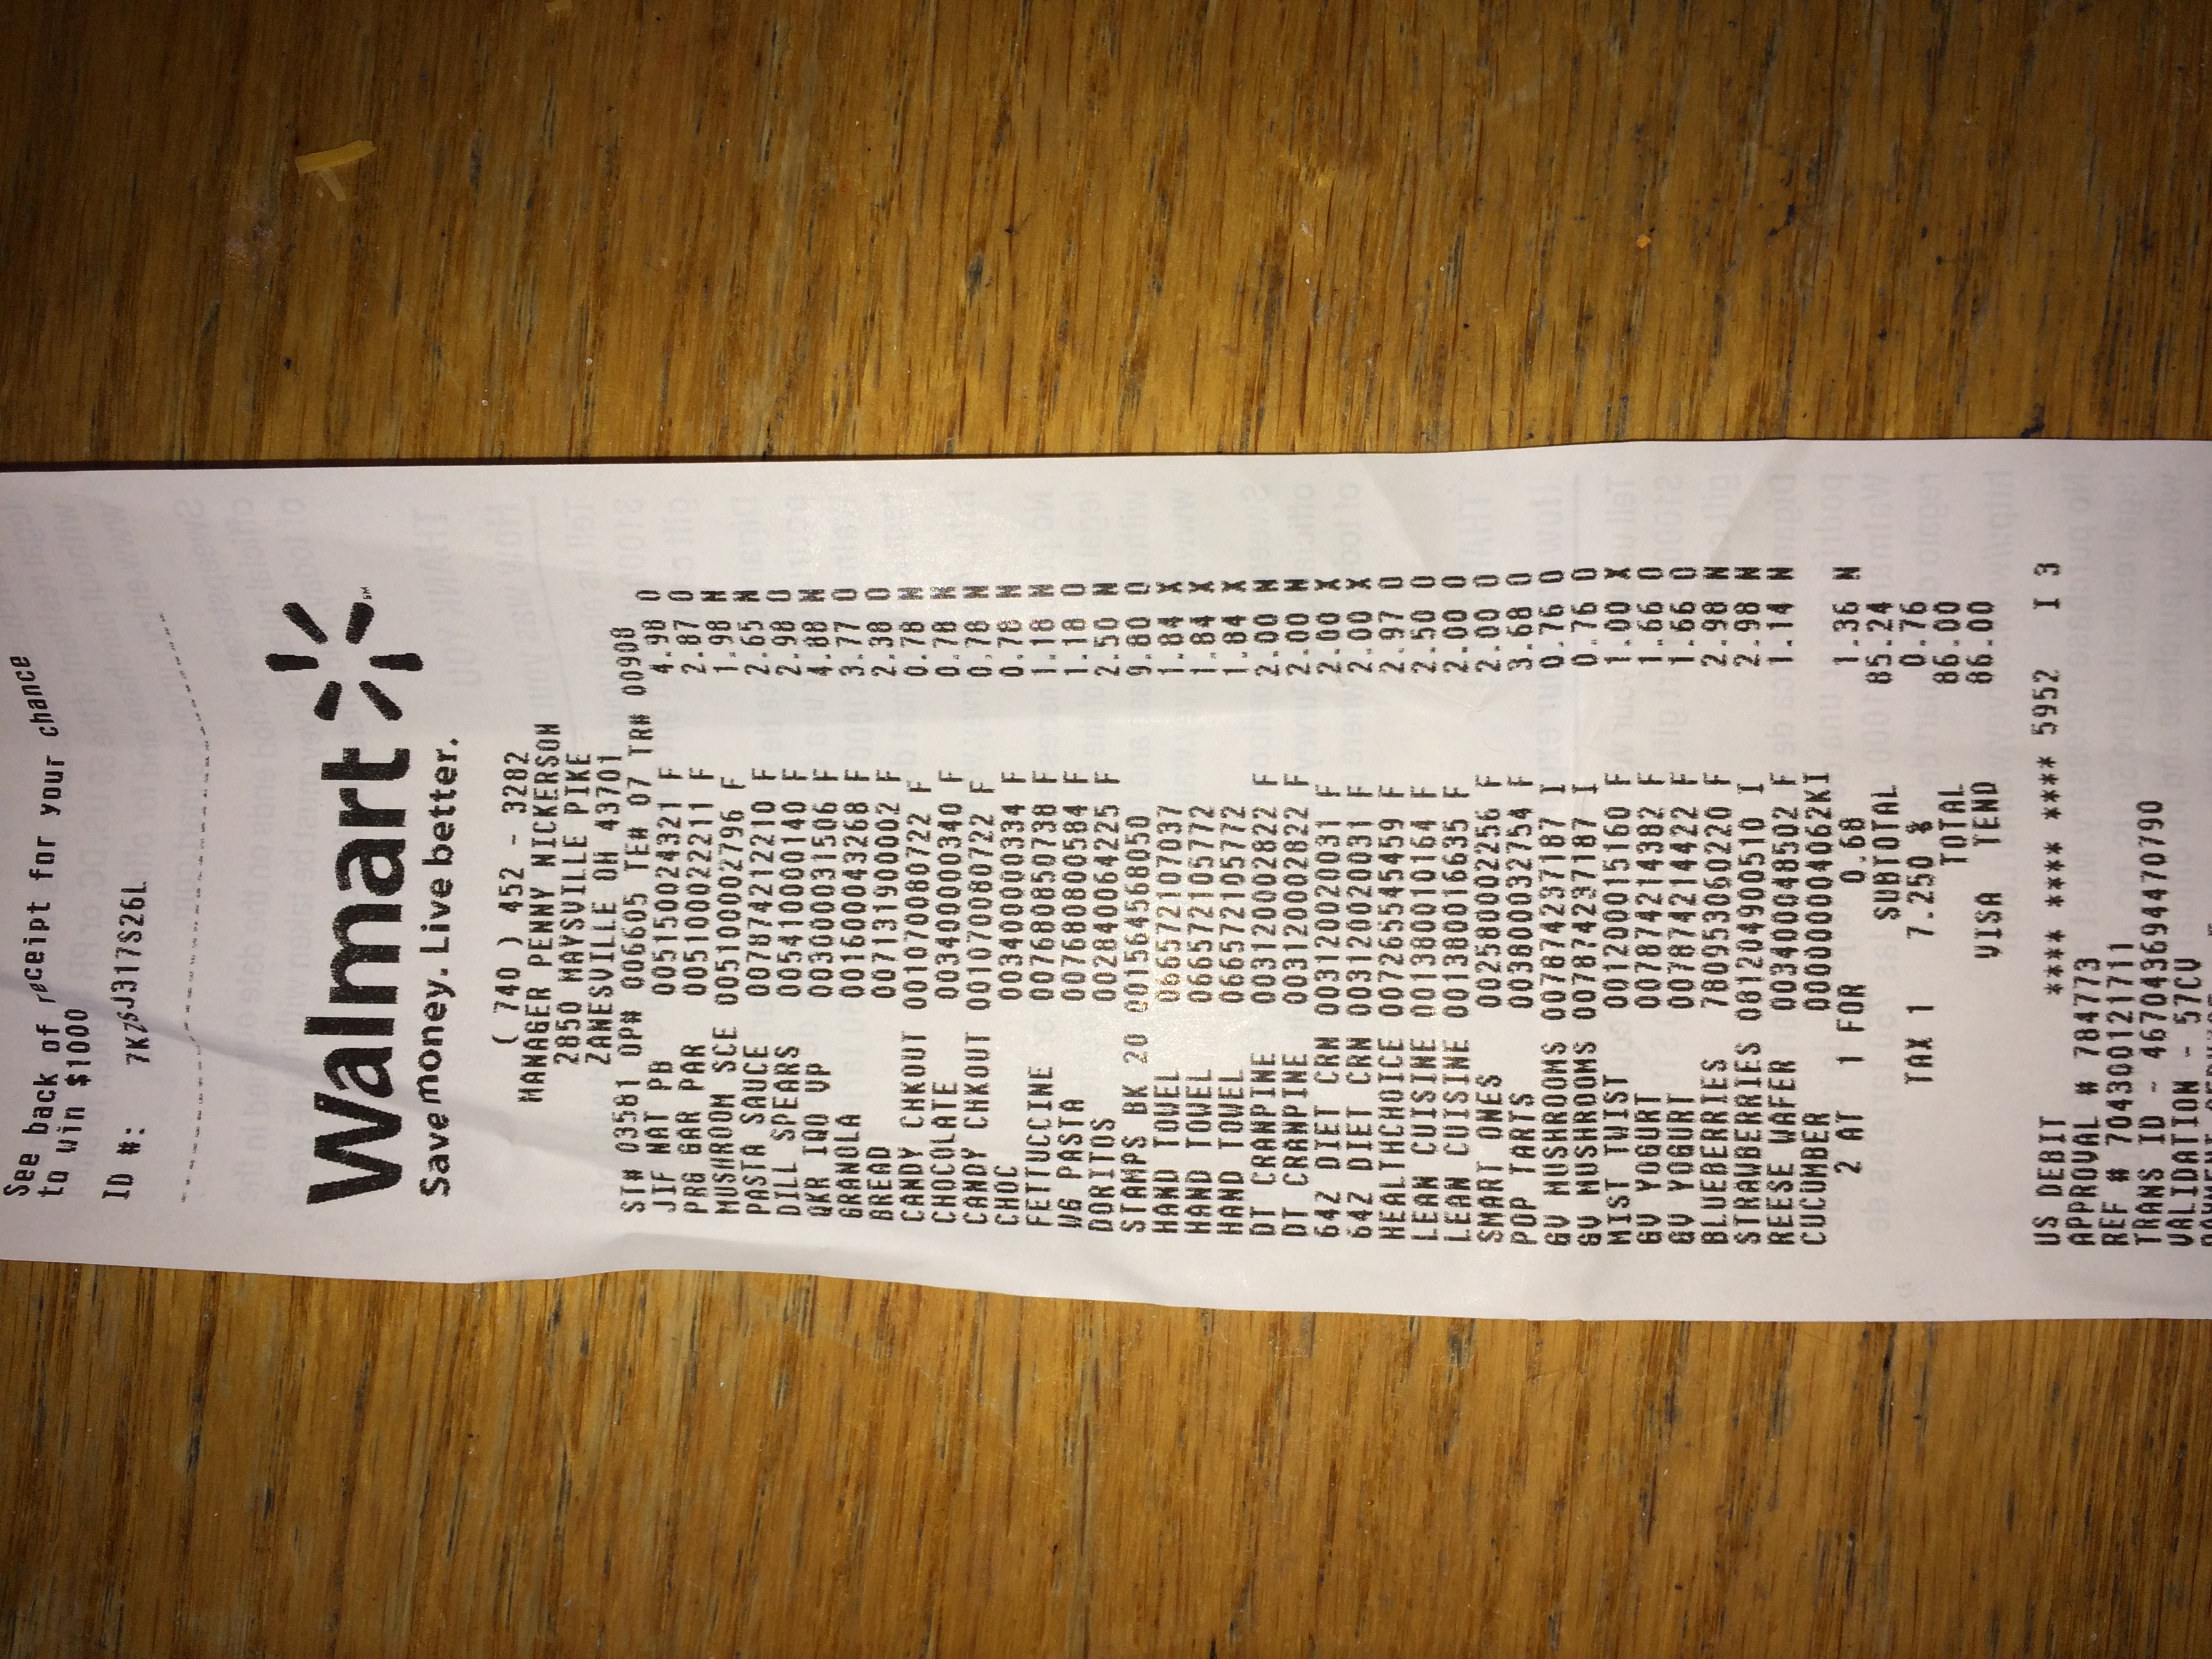 See back of receipt for your chance
to win $1000
ID #: 7KZSJ317S26L
Walmart
Save money. Live better.
( 740 ) 452 - 3282
MANAGER PENNY NICKERSON
2850 MAYSVILLE PIKE
ZANESVILLE OH 43701
ST# 03581 OP# 006605 TE# 07 TR# 00908
JIF NAT PB 005150024321 F 4.98 O
PRG GAR PAR 005100022211 F 2.87 O
MUSHROOM SCE 005100002796 F 1.98 N
PASTA SAUCE 007874212210 F 2.65 N
DILL SPEARS 005410000140 F 2.98 O
QKR IQO VP 003000031506 F 4.88 N
GRANOLA 001600043268 F 3.77 O
BREAD 007131900002 F 2.38 O
CANDY CHKOUT 001070080722 F 0.78 N
CHOCOLATE 003400000340 F 0.78 N
CANDY CHKOUT 001070080722 F 0.78 N
CHOC 003400000334 F 0.78 N
FETTUCCINE 007680850738 F 1.18 N
WG PASTA 007680800584 F 1.18 O
DORITOS 002840064225 F 2.50 N
STAMPS BK 20 001564568050 9.80 O
HAND TOWEL 066572107037 1.84 X
HAND TOWEL 066572105772 1.84 X
HAND TOWEL 066572105772 1.84 X
DT CRANPINE 003120002822 F 2.00 N
DT CRANPINE 003120002822 F 2.00 N
64Z DIET CRN 003120020031 F 2.00 X
64Z DIET CRN 003120020031 F 2.00 X
HEALTHCHOICE 007265545459 F 2.97 O
LEAN CUISINE 001380010164 F 2.50 O
LEAN CUISINE 001380016635 F 2.00 O
SMART ONES 002580002256 F 2.00 O
POP TARTS 003800032754 F 3.68 O
GV MUSHROOMS 007874237187 I 0.76 O
GV MUSHROOMS 007874237187 I 0.76 O
MIST TWIST 001200015160 F 1.00 X
GV YOGURT 007874214382 F 1.66 O
GV YOGURT 007874214422 F 1.66 O
BLUEBERRIES 780953060220 F 2.98 N
STRAWBERRIES 081204900510 I 2.98 N
REESE WAFER 003400048502 F 1.14 N
CUCUMBER 000000004062KI
2 AT 1 FOR 0.68 1.36 N
SUBTOTAL 85.24
TAX 1 7.250 % 0.76
TOTAL 86.00
VISA TEND 86.00
US DEBIT **** **** **** 5952 I 3
APPROVAL # 784773
REF # 704300121711
TRANS ID - 467043694470790
VALIDATION - 57CV